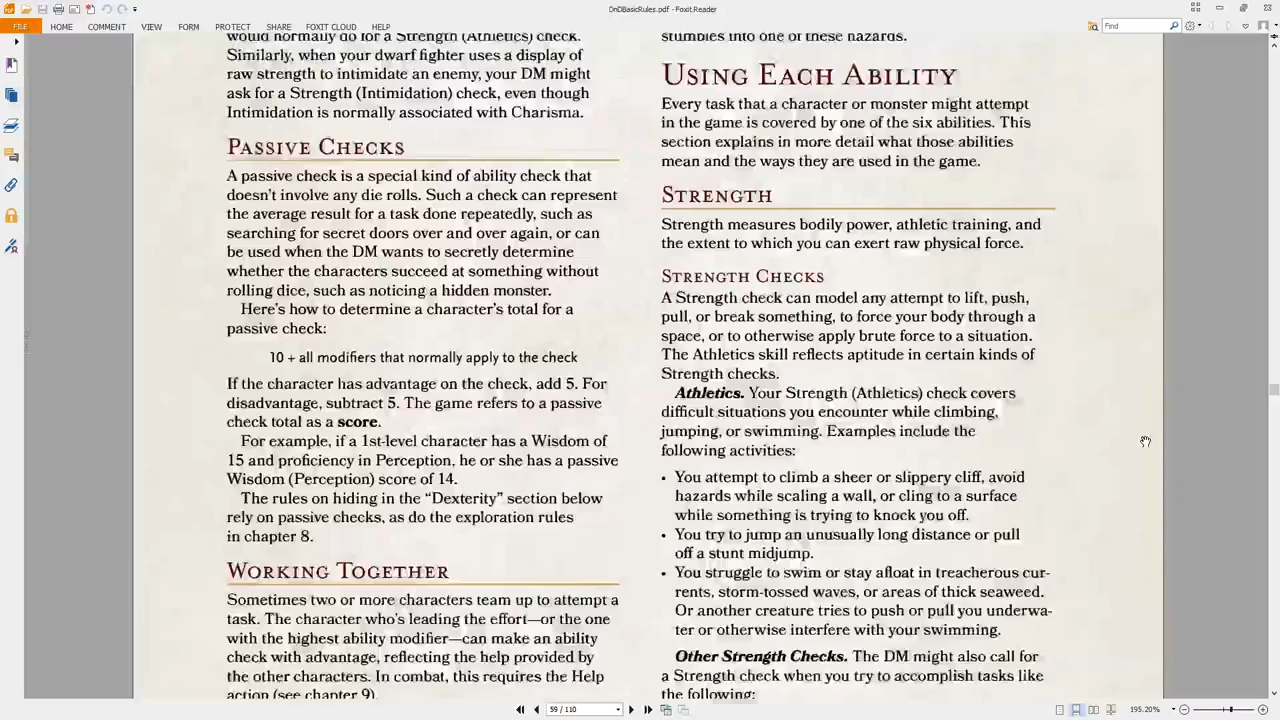 DnDBasicRules.pdf - Foxit Reader
FILE HOME COMMENT VIEW FORM PROTECT SHARE FOXIT CLOUD HELP
Find
would normally do for a Strength (Athletics) check.
Similarly, when your dwarf fighter uses a display of
raw strength to intimidate an enemy, your DM might
ask for a Strength (Intimidation) check, even though
Intimidation is normally associated with Charisma.
PASSIVE CHECKS
A passive check is a special kind of ability check that
doesn't involve any die rolls. Such a check can represent
the average result for a task done repeatedly, such as
searching for secret doors over and over again, or can
be used when the DM wants to secretly determine
whether the characters succeed at something without
rolling dice, such as noticing a hidden monster.
Here's how to determine a character's total for a
passive check:
10 + all modifiers that normally apply to the check
If the character has advantage on the check, add 5. For
disadvantage, subtract 5. The game refers to a passive
check total as a score.
For example, if a 1st-level character has a Wisdom of
15 and proficiency in Perception, he or she has a passive
Wisdom (Perception) score of 14.
The rules on hiding in the “Dexterity” section below
rely on passive checks, as do the exploration rules
in chapter 8.
WORKING TOGETHER
Sometimes two or more characters team up to attempt a
task. The character who's leading the effort—or the one
with the highest ability modifier—can make an ability
check with advantage, reflecting the help provided by
the other characters. In combat, this requires the Help
action (see chapter 9).
stumbles into one of these hazards.
USING EACH ABILITY
Every task that a character or monster might attempt
in the game is covered by one of the six abilities. This
section explains in more detail what those abilities
mean and the ways they are used in the game.
STRENGTH
Strength measures bodily power, athletic training, and
the extent to which you can exert raw physical force.
STRENGTH CHECKS
A Strength check can model any attempt to lift, push,
pull, or break something, to force your body through a
space, or to otherwise apply brute force to a situation.
The Athletics skill reflects aptitude in certain kinds of
Strength checks.
Athletics. Your Strength (Athletics) check covers
difficult situations you encounter while climbing,
jumping, or swimming. Examples include the
following activities:
• You attempt to climb a sheer or slippery cliff, avoid
hazards while scaling a wall, or cling to a surface
while something is trying to knock you off.
• You try to jump an unusually long distance or pull
off a stunt midjump.
• You struggle to swim or stay afloat in treacherous cur-
rents, storm-tossed waves, or areas of thick seaweed.
Or another creature tries to push or pull you underwa-
ter or otherwise interfere with your swimming.
Other Strength Checks. The DM might also call for
a Strength check when you try to accomplish tasks like
the following:
59 / 110
195.20%